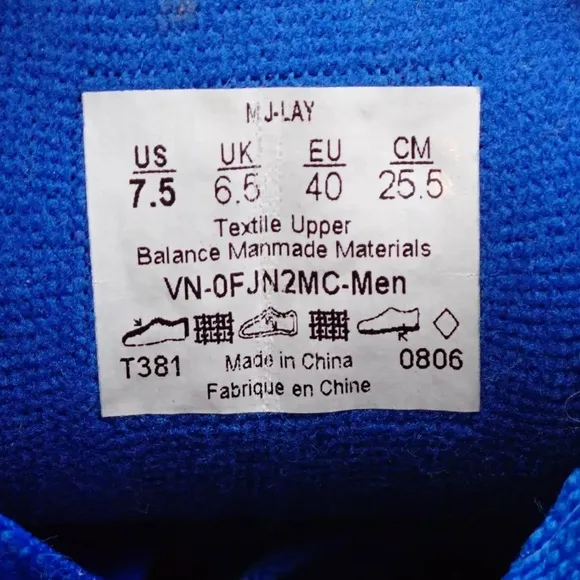 MJ-LAY
US UK EU CM
7.5 6.5 40 25.5
Textile Upper
Balance Manmade Materials
VN-0FJN2MC-Men
T381 Made in China 0806
Fabrique en Chine